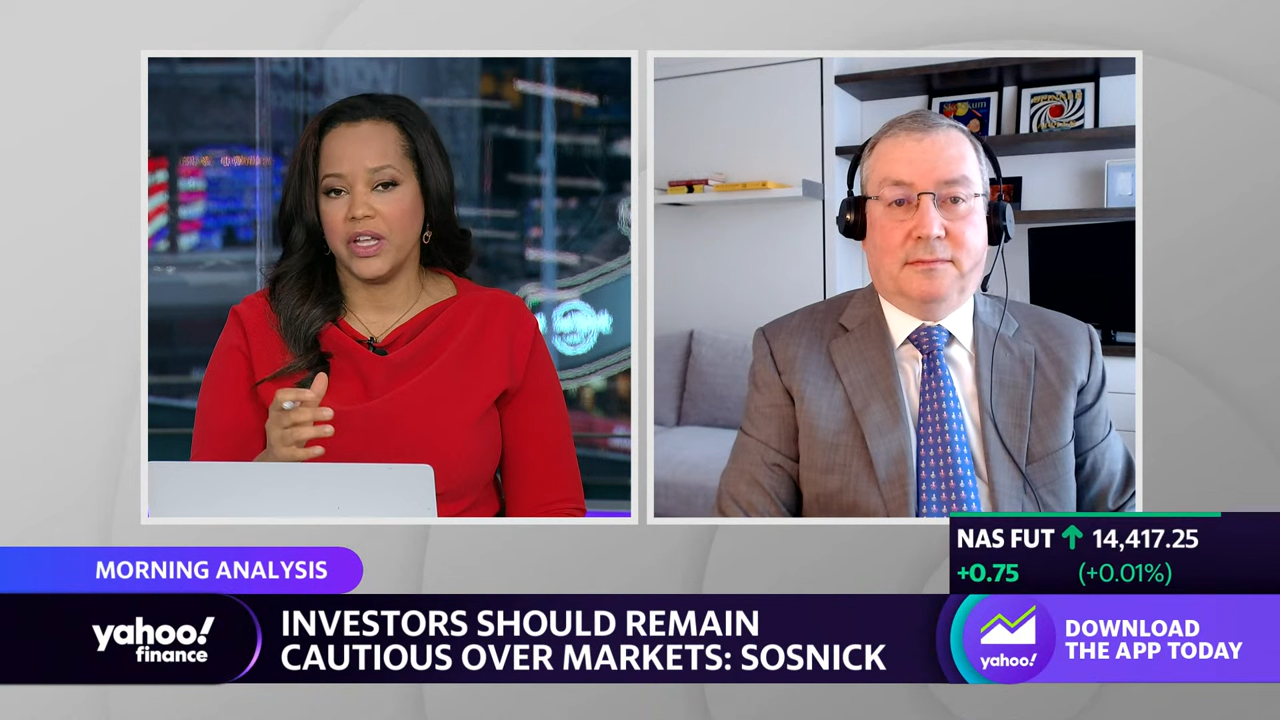 NAS FUT ↑ 14,417.25
+0.75 (+0.01%)
MORNING ANALYSIS
yahoo!
finance
INVESTORS SHOULD REMAIN
CAUTIOUS OVER MARKETS: SOSNICK
yahoo!
DOWNLOAD
THE APP TODAY